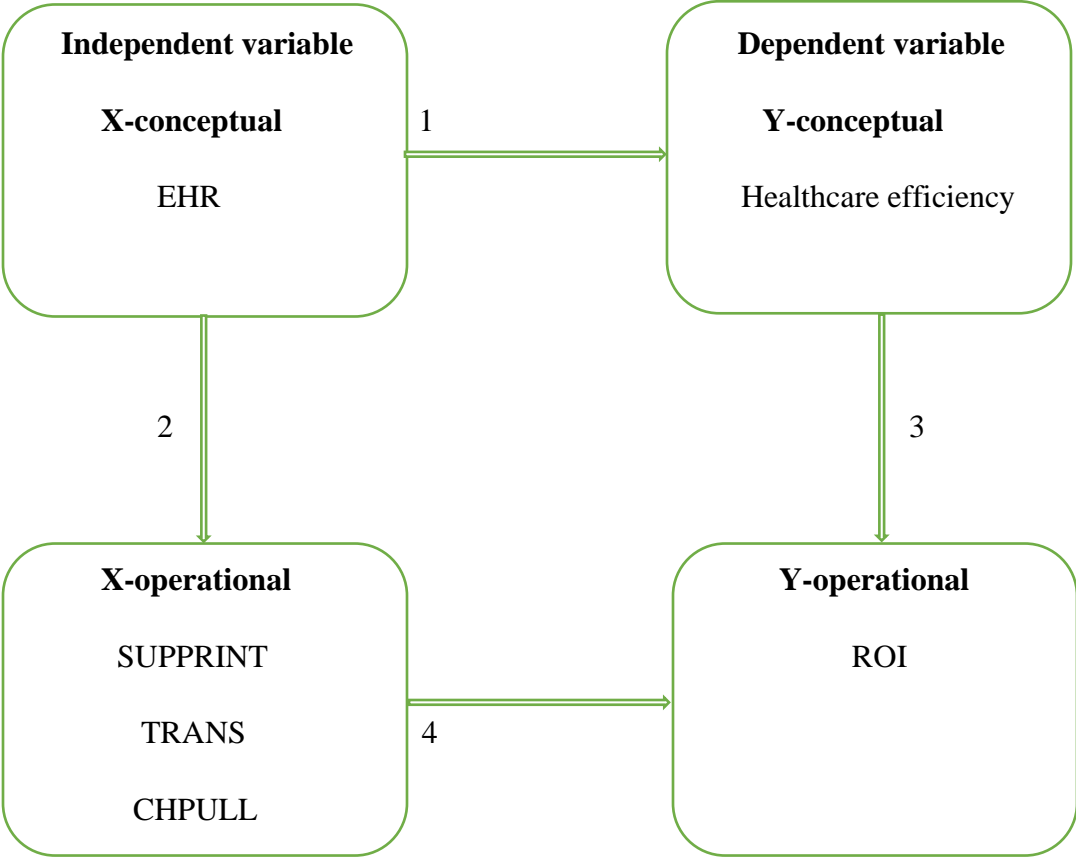 Independent variable
X-conceptual
EHR
1
Dependent variable
Y-conceptual
Healthcare efficiency
2
3
X-operational
SUPPRINT
TRANS
CHPULL
4
Y-operational
ROI